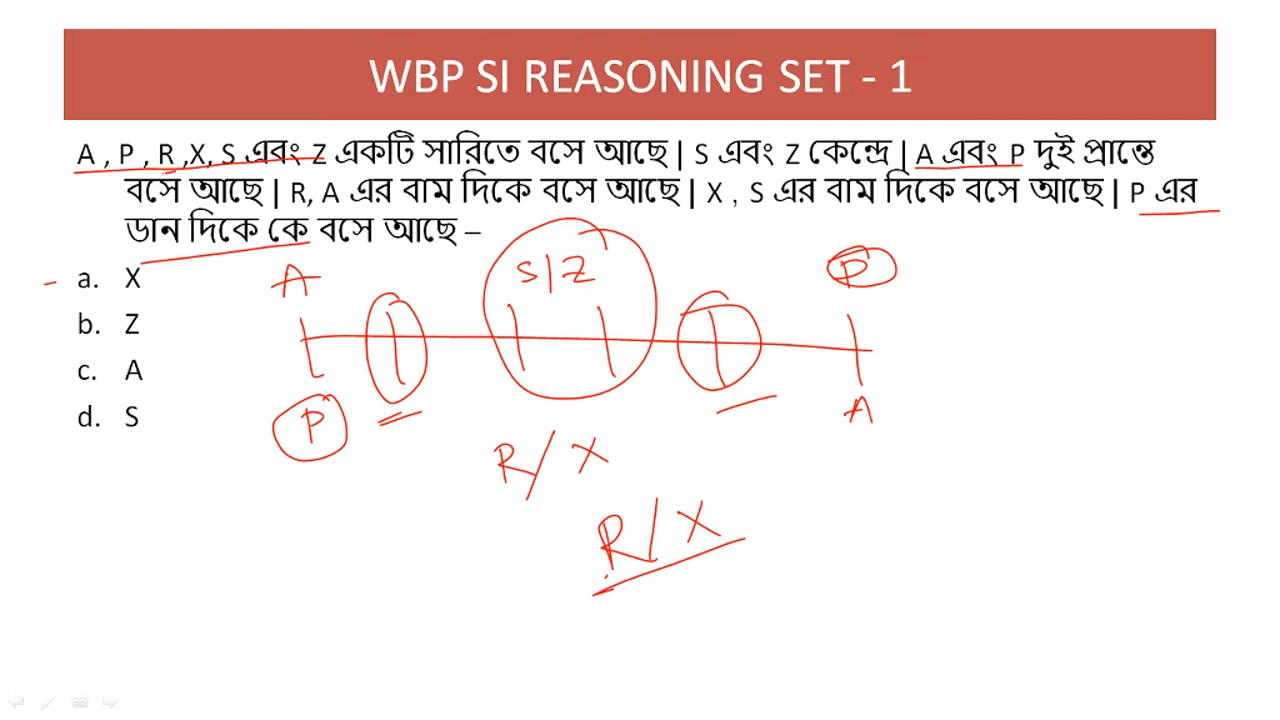 WBP SI REASONING SET - 1
A , P , R ,X, S এবং Z একটি সারিতে বসে আছে| S এবং Z কেন্দ্রে| A এবং P দুই প্রান্তে
বসে আছে| R, A এর বাম দিকে বসে আছে| X , S এর বাম দিকে বসে আছে| P এর
ডান দিকে কে বসে আছে –
a. X
b. Z
c. A
d. S
A S/Z P
P A
R/X
R/X